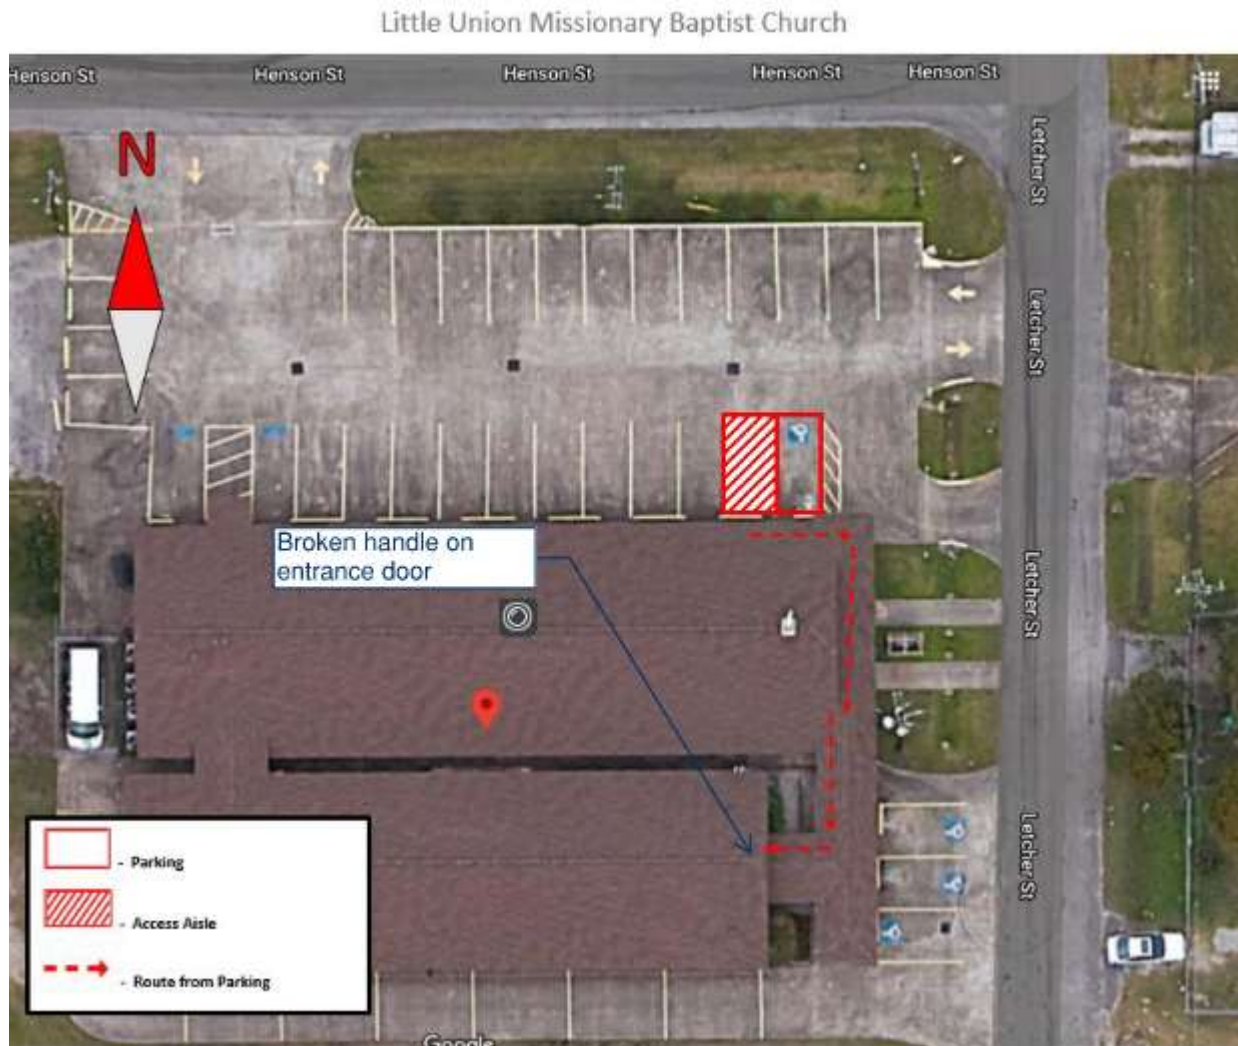 Little Union Missionary Baptist Church
Henson St
Henson St
Henson St
Henson St
Henson St
Letcher St
N
Letcher St
Broken handle on
entrance door
Letcher St
- Parking
Letcher St
- Access Aisle
- Route from Parking
Google